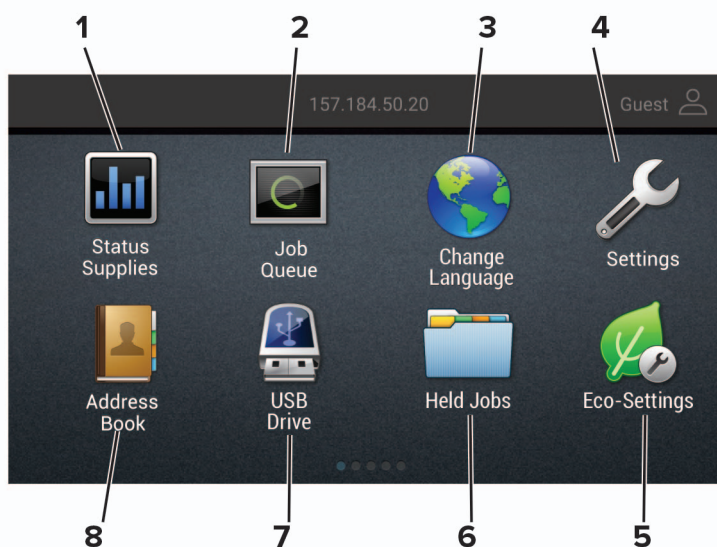 1 2 3 4
157.184.50.20 Guest
Status
Supplies
Job
Queue
Change
Language
Settings
Address
Book
USB
Drive
Held Jobs
Eco-Settings
8 7 6 5